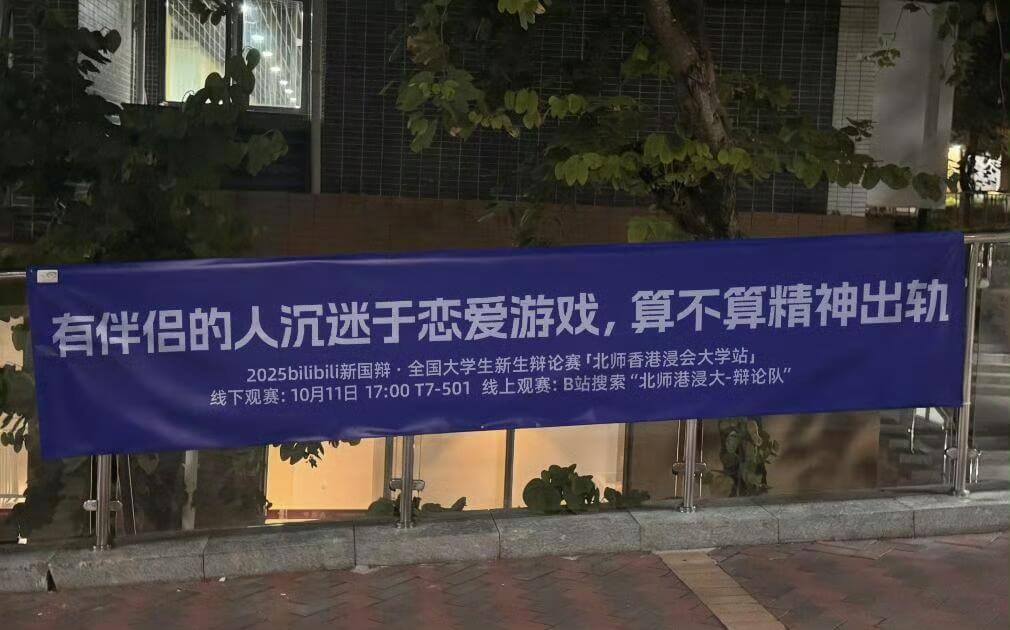 有伴侣的人沉迷于恋爱游戏，算不算精神出轨
2025bilibili新国辩·全国大学生新生辩论赛「北师香港浸会大学站」
线下观赛：10月11日 17:00 T7-501 线上观赛：B站搜索“北师港浸大-辩论队”